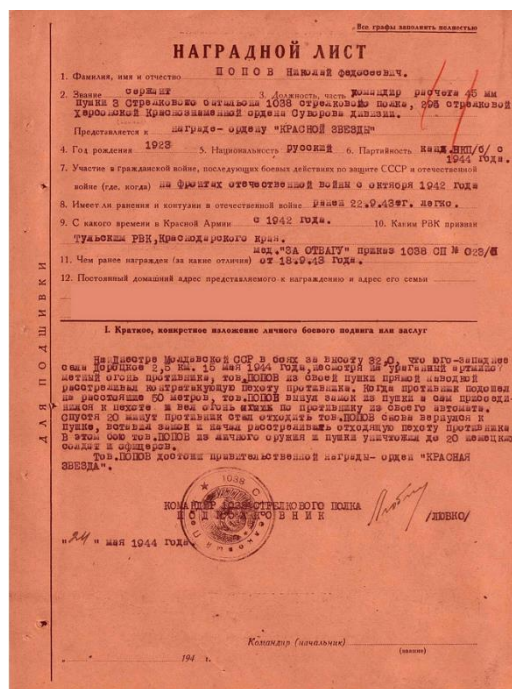 Все графы заполнить полностью
НАГРАДНОЙ ЛИСТ
1. Фамилия, имя и отчество ПОПОВ Николай Федосеевич.
2. Звание сержант 3. Должность, часть командир расчета 45 мм
пушки 3 Стрелкового батальона 1038 стрелкового полка, 295 стрелковой
Херсонской Краснознаменной ордена Суворова дивизии.
Представляется к награде- ордену "КРАСНОЙ ЗВЕЗДЫ"
4. Год рождения 1923 5. Национальность русский 6. Партийность канд.ВКП/б/ с
1944 года.
7. Участие в гражданской войне, последующих боевых действиях по защите СССР и отечественной
войне (где, когда) на фронтах отечественной войны с октября 1942 года
8. Имеет ли ранения и контузии в отечественной войне ранен 22.9.43г. легко.
9. С какого времени в Красной Армии с 1942 года. 10. Каким РВК призван
Тульским РВК, Краснодарского края.
мед."ЗА ОТВАГУ" приказ 1038 СП №
11. Чем ранее награжден (за какие отличия) от 18.9.43 года.
12. Постоянный домашний адрес представляемого к награждению и адрес его семьи
ДЛЯ ПОДШИВКИ
I. Краткое, конкретное изложение личного боевого подвига или заслуг
На Днестре Молдавской ССР в боях за высоту 32,0, что юго-западнее
села Дороцкое 2,5 км. 15 мая 1944 года, несмотря на ураганный артмино?
метный огонь противника, тов.ПОПОВ из своей пушки прямой наводкой
расстреливал контратакующую пехоту противника. Когда противник подошел
на расстояние 50 метров, тов.ПОПОВ вынул замок из пушки и сам присоеди-
нился к пехоте и вел огонь по противнику из своего автомата.
Спустя 20 минут противник стал отходить тов.ПОПОВ снова вернулся к
пушке, вставил замок и начал расстреливать отходящую пехоту противника
В этом бою тов.ПОПОВ из личного оружия и пушки уничтожил до 20 немецких
солдат и офицеров.
Тов.ПОПОВ достоин правительственной награды- орден "КРАСНАЯ
ЗВЕЗДА".
КОМАНДИР 1038 СТРЕЛКОВОГО ПОЛКА
ПОДПОЛКОВНИК /ЛЮБКО/
"24" мая 1944 года.
Командир (начальник)
(звание)
194 г.